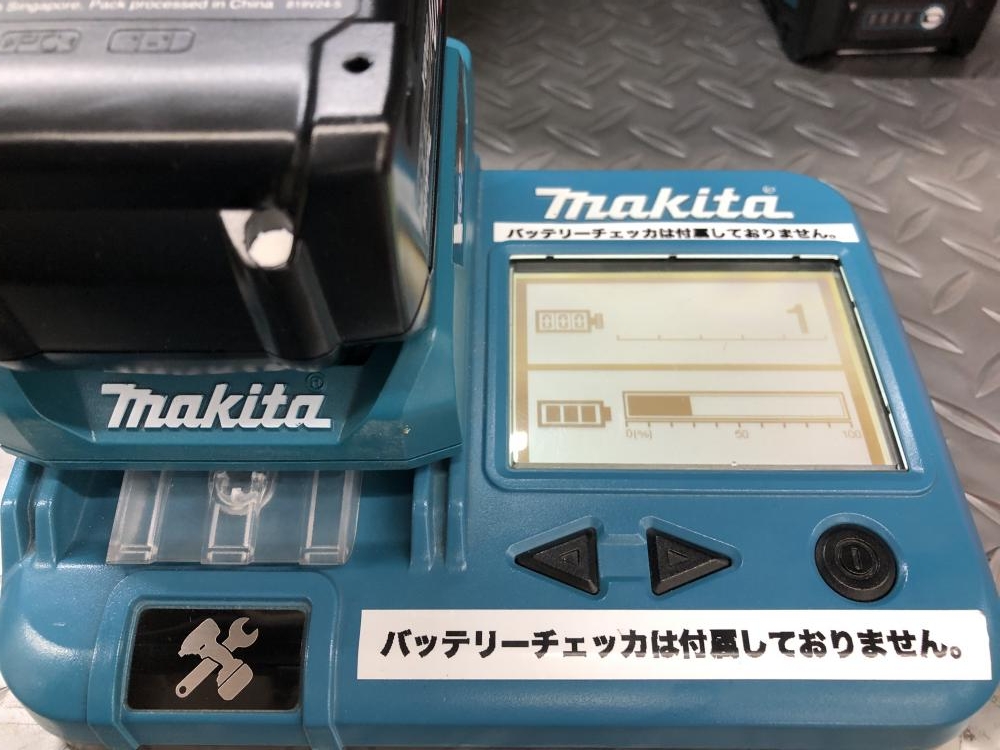 Singapore. Pack processed in China 819V24-5
makita
バッテリーチェッカは付属しておりません。
1
0(%) 50 100
makita
バッテリーチェッカは付属しておりません。